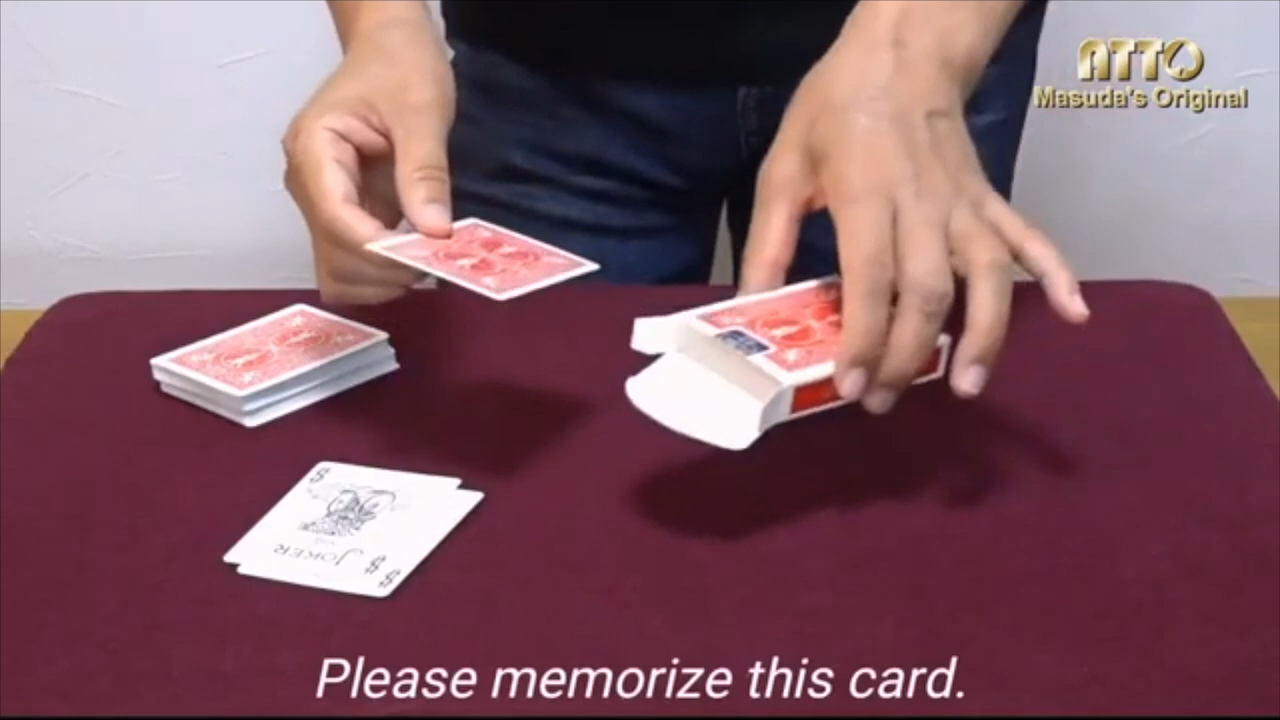 ATTO
Masuda's Original
$
JOKER
$
$
Please memorize this card.